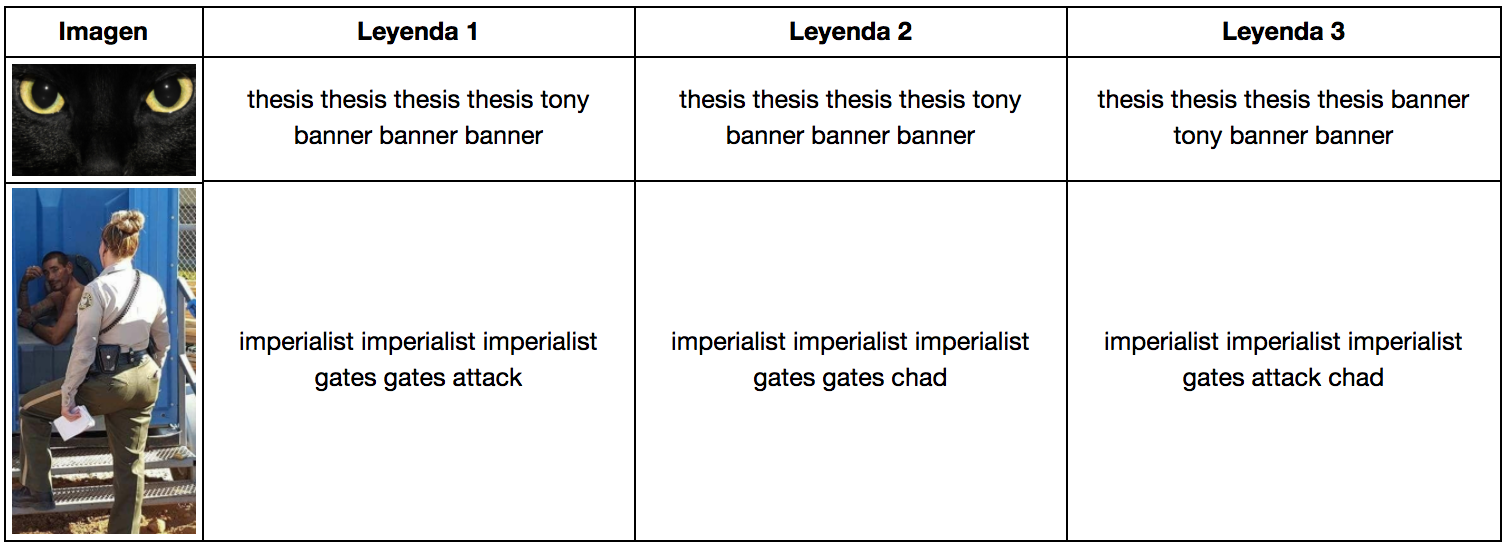 Imagen Leyenda 1 Leyenda 2 Leyenda 3
thesis thesis thesis thesis tony
banner banner banner
thesis thesis thesis thesis tony
banner banner banner
thesis thesis thesis thesis banner
tony banner banner
imperialist imperialist imperialist
gates gates attack
imperialist imperialist imperialist
gates gates chad
imperialist imperialist imperialist
gates attack chad